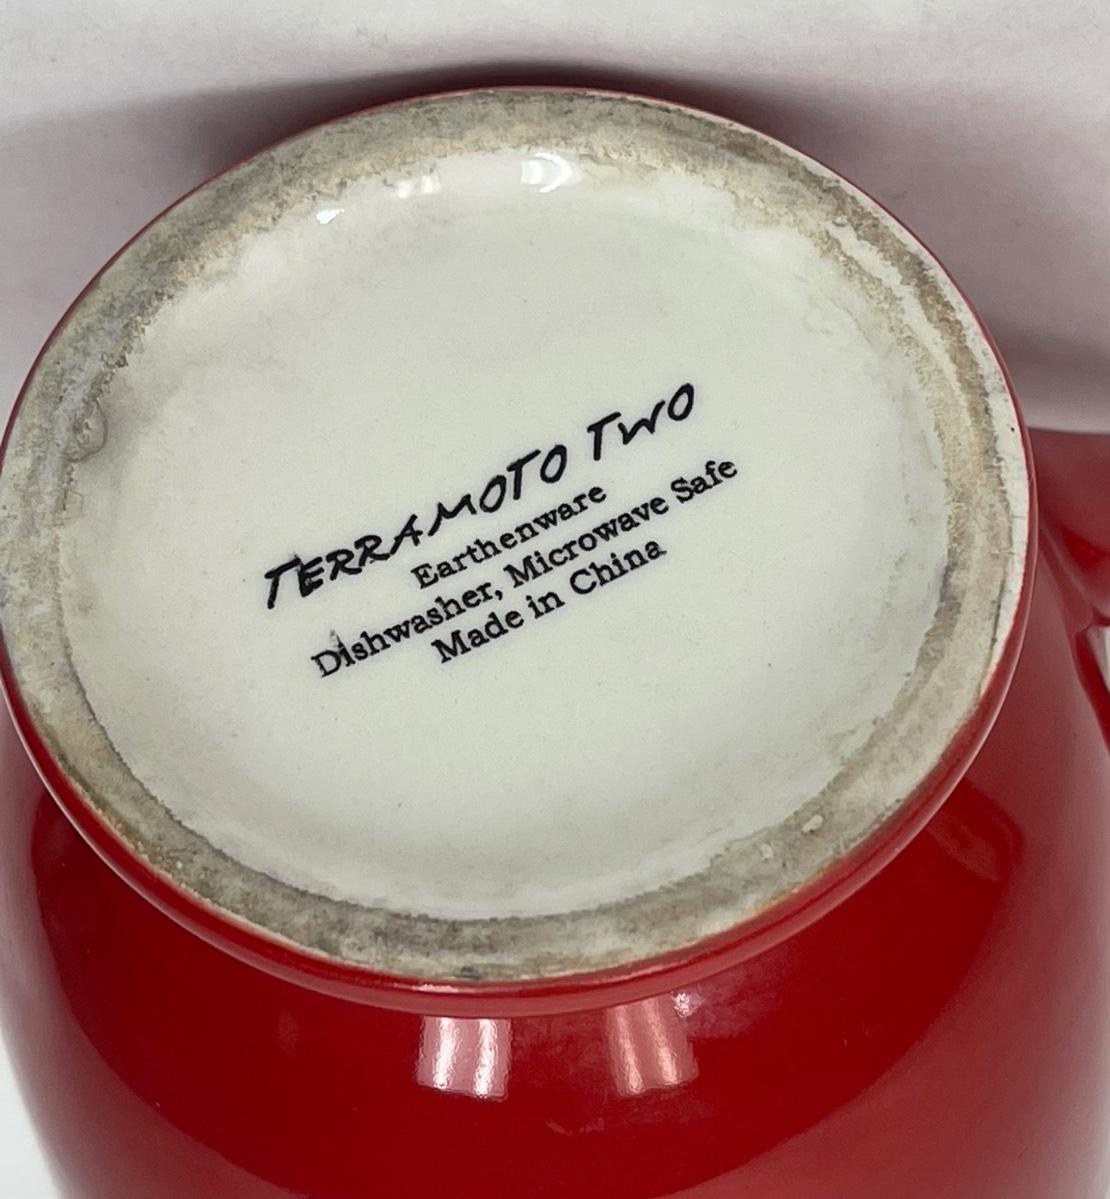 TERRAMOTO TWO
Earthenware
Dishwasher, Microwave Safe
Made in China